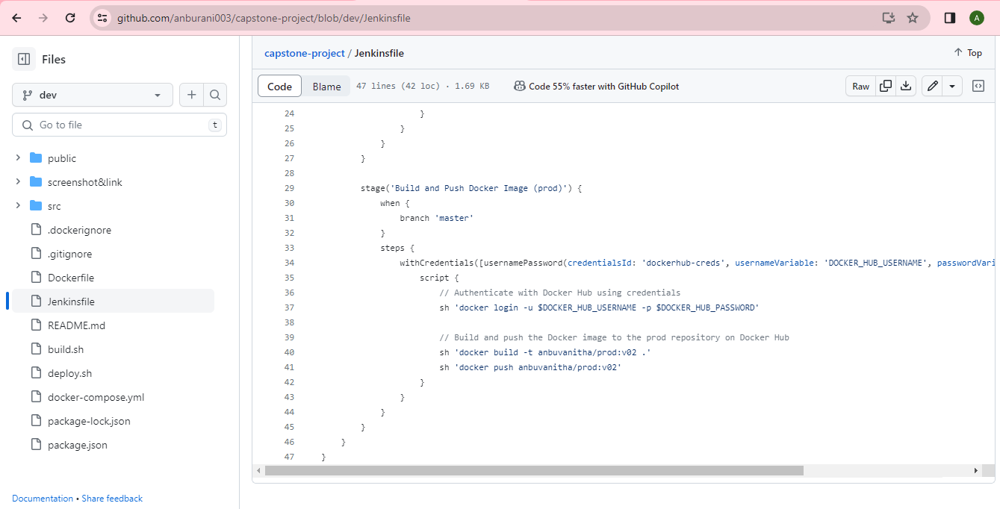 github.com/anburani003/capstone-project/blob/dev/Jenkinsfile
A
Files
dev
Go to file
t
public
screenshot&link
src
.dockerignore
.gitignore
Dockerfile
Jenkinsfile
README.md
build.sh
deploy.sh
docker-compose.yml
package-lock.json
package.json
Documentation • Share feedback
capstone-project / Jenkinsfile
Top
Code Blame 47 lines (42 loc) · 1.69 KB Code 55% faster with GitHub Copilot Raw
24 }
25 }
26 }
27 }
28
29 stage('Build and Push Docker Image (prod)') {
30 when {
31 branch 'master'
32 }
33 steps {
34 withCredentials([usernamePassword(credentialsId: 'dockerhub-creds', usernameVariable: 'DOCKER_HUB_USERNAME', passwordVari
35 script {
36 // Authenticate with Docker Hub using credentials
37 sh 'docker login -u $DOCKER_HUB_USERNAME -p $DOCKER_HUB_PASSWORD'
38
39 // Build and push the Docker image to the prod repository on Docker Hub
40 sh 'docker build -t anbuvanitha/prod:v02 .'
41 sh 'docker push anbuvanitha/prod:v02'
42 }
43 }
44 }
45 }
46 }
47 }